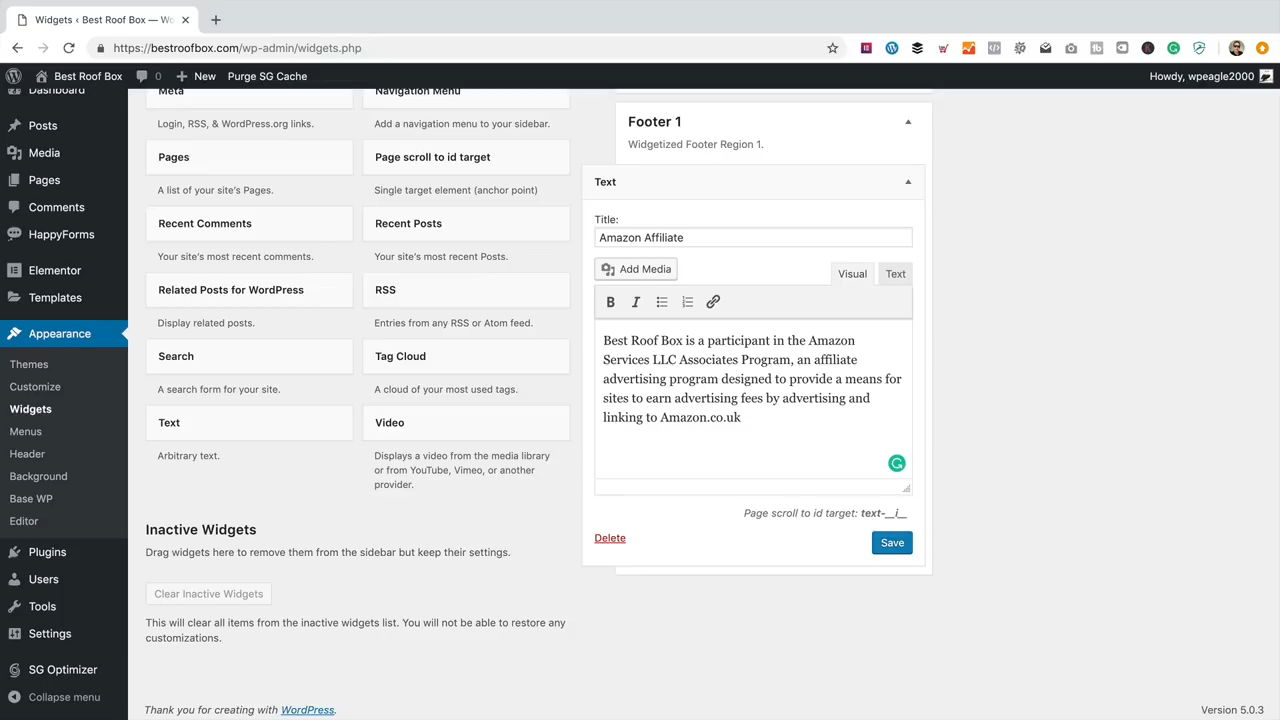 Widgets ‹ Best Roof Box — Wo
https://bestroofbox.com/wp-admin/widgets.php
Best Roof Box
0
New
Purge SG Cache
Howdy, wpeagle2000
Dashboard
Posts
Media
Pages
Comments
HappyForms
Elementor
Templates
Appearance
Themes
Customize
Widgets
Menus
Header
Background
Base WP
Editor
Plugins
Users
Tools
Settings
SG Optimizer
Collapse menu
Meta
Login, RSS, & WordPress.org links.
Navigation Menu
Add a navigation menu to your sidebar.
Pages
A list of your site's Pages.
Page scroll to id target
Single target element (anchor point)
Recent Comments
Your site's most recent comments.
Recent Posts
Your site's most recent Posts.
Related Posts for WordPress
Display related posts.
RSS
Entries from any RSS or Atom feed.
Search
A search form for your site.
Tag Cloud
A cloud of your most used tags.
Text
Arbitrary text.
Video
Displays a video from the media library
or from YouTube, Vimeo, or another
provider.
Inactive Widgets
Drag widgets here to remove them from the sidebar but keep their settings.
Clear Inactive Widgets
This will clear all items from the inactive widgets list. You will not be able to restore any
customizations.
Footer 1
Widgetized Footer Region 1.
Text
Title:
Amazon Affiliate
Add Media
Visual
Text
B I
Best Roof Box is a participant in the Amazon
Services LLC Associates Program, an affiliate
advertising program designed to provide a means for
sites to earn advertising fees by advertising and
linking to Amazon.co.uk
Page scroll to id target: text-__i__
Delete
Save
Thank you for creating with WordPress.
Version 5.0.3